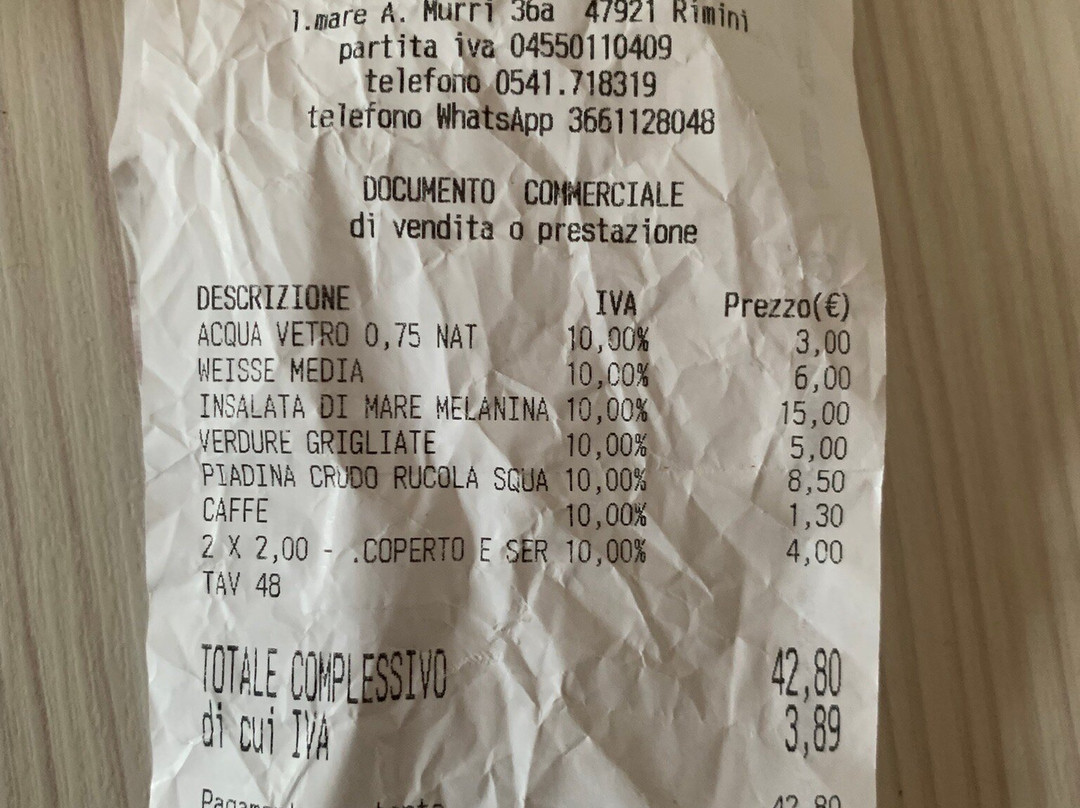 l.mare A. Murri 36a 47921 Rimini
partita iva 04550110409
telefono 0541.718319
telefono WhatsApp 3661128048
DOCUMENTO COMMERCIALE
di vendita o prestazione
DESCRIZIONE IVA Prezzo(€)
ACQUA VETRO 0,75 NAT 10,00% 3,00
WEISSE MEDIA 10,00% 6,00
INSALATA DI MARE MELANINA 10,00% 15,00
VERDURE GRIGLIATE 10,00% 5,00
PIADINA CRUDO RUCOLA SQUA 10,00% 8,50
CAFFE 10,00% 1,30
2 X 2,00 - .COPERTO E SER 10,00% 4,00
TAV 48
TOTALE COMPLESSIVO 42,80
di cui IVA 3,89
42,80